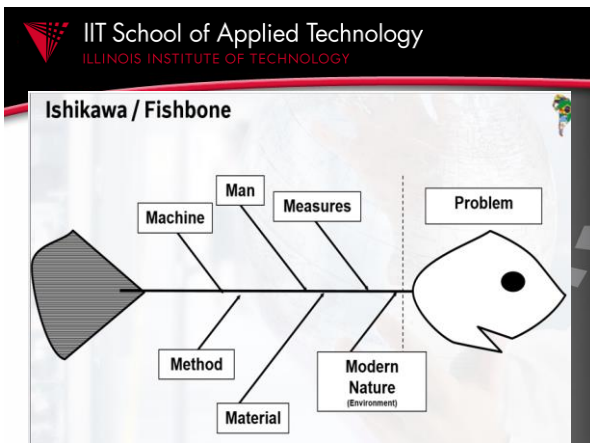 IIT School of Applied Technology
ILLINOIS INSTITUTE OF TECHNOLOGY
Ishikawa / Fishbone
Man
Machine
Measures
Problem
Method
Material
Modern
Nature
(Environment)